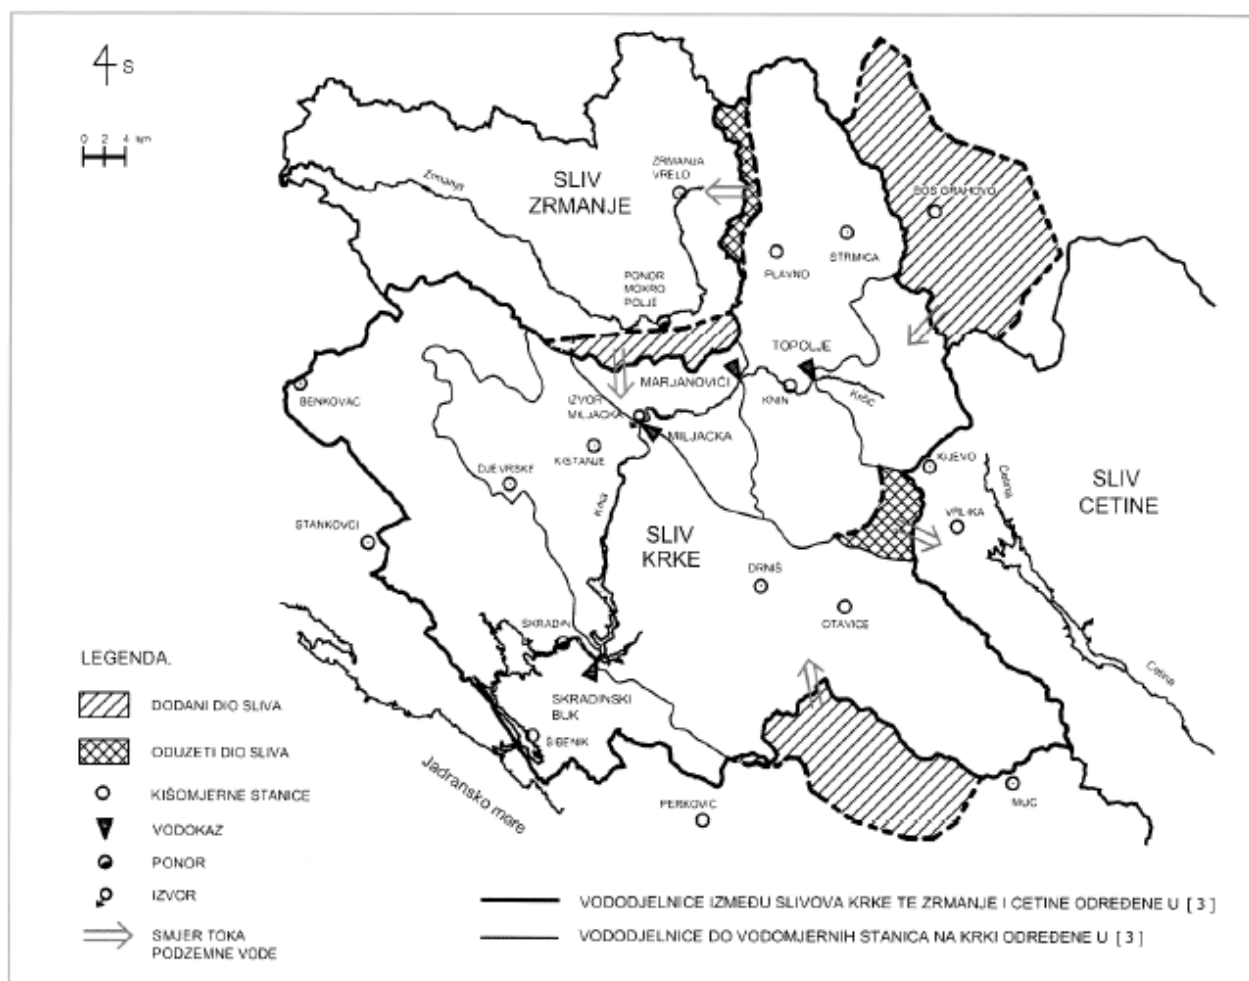 S
0 2 4 km
Zrmanja
SLIV
ZRMANJE
ZRMANJA
VRELO
BOS GRAHOVO
STRMICA
PLAVNO
PONOR
MOKRO
POLJE
TOPOLJE
MARJANOVIĆI
KNIN
Krčić
BENKOVAC
IZVOR
MILJACKA
MILJACKA
KISTANJE
DJEVRSKE
KIJEVO
Cetina
SLIV
CETINE
VRLIKA
STANKOVCI
Krka
SLIV
KRKE
DRNIŠ
OTAVICE
SKRADIN
Cetina
SKRADINSKI
BUK
ŠIBENIK
Jadransko more
PERKOVIĆ
MUĆ
LEGENDA.
DODANI DIO SLIVA
ODUZETI DIO SLIVA
KIŠOMJERNE STANICE
VODOKAZ
PONOR
IZVOR
SMJER TOKA
PODZEMNE VODE
VODODJELNICE IZMEĐU SLIVOVA KRKE TE ZRMANJE I CETINE ODREĐENE U [ 3 ]
VODODJELNICE DO VODOMJERNIH STANICA NA KRKI ODREĐENE U [ 3 ]